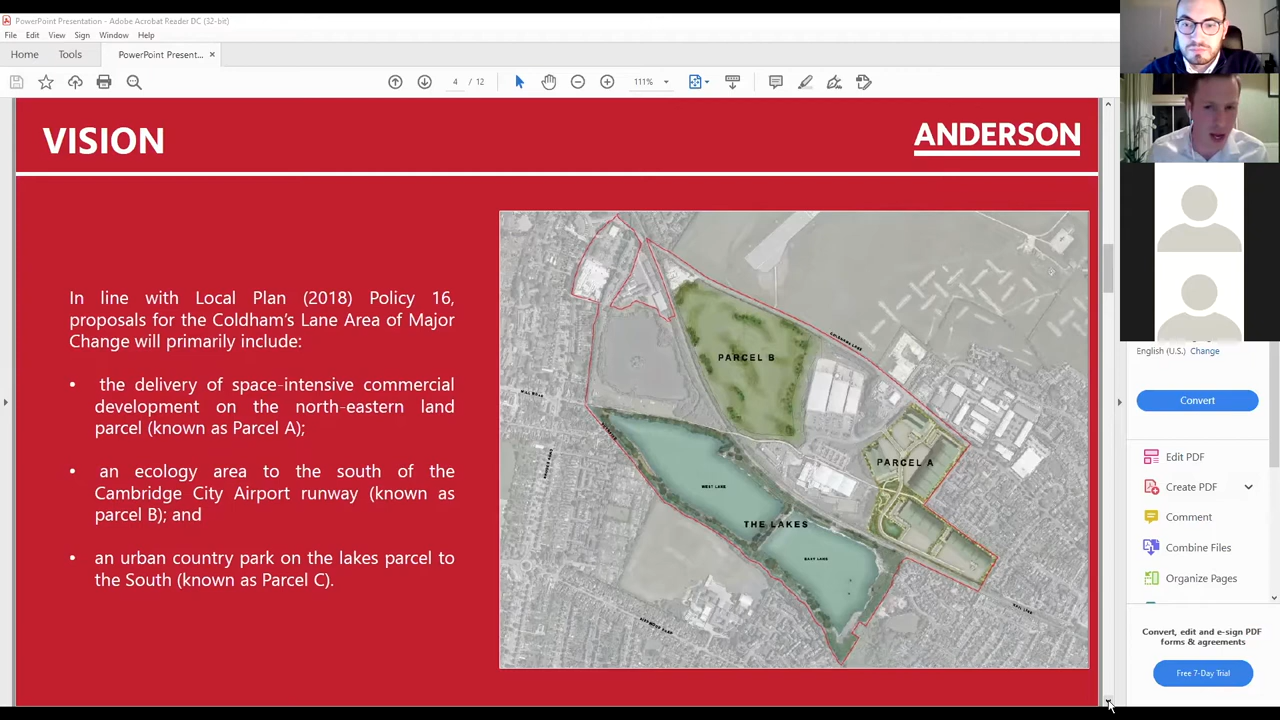 PowerPoint Presentation - Adobe Acrobat Reader DC (32-bit)
File Edit View Sign Window Help
Home Tools PowerPoint Present... ×
4 / 12 111%
VISION
ANDERSON
In line with Local Plan (2018) Policy 16,
proposals for the Coldham's Lane Area of Major
Change will primarily include:
• the delivery of space-intensive commercial
development on the north-eastern land
parcel (known as Parcel A);
• an ecology area to the south of the
Cambridge City Airport runway (known as
parcel B); and
• an urban country park on the lakes parcel to
the South (known as Parcel C).
COLDHAMS LANE
PARCEL B
PARCEL A
WEST LAKE
THE LAKES
EAST LAKE
English (U.S.) Change
Convert
Edit PDF
Create PDF
Comment
Combine Files
Organize Pages
Convert, edit and e-sign PDF
forms & agreements
Free 7-Day Trial